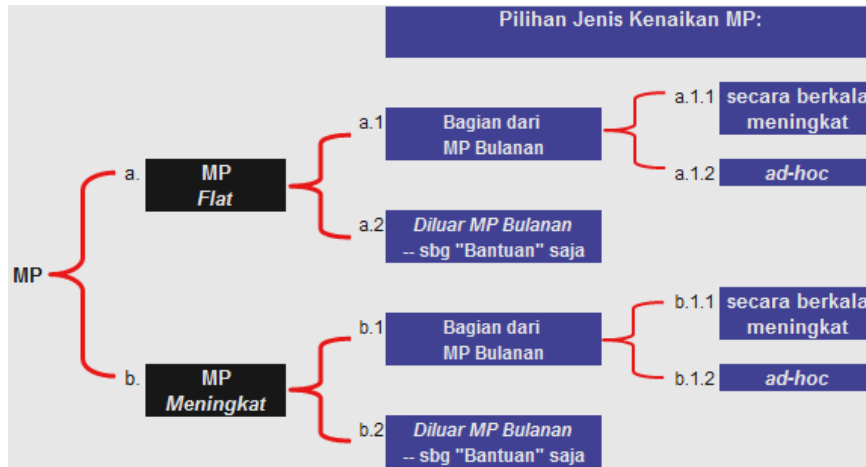 Pilihan Jenis Kenaikan MP:
MP
a.
MP
Flat
a.1
Bagian dari
MP Bulanan
a.1.1
secara berkala
meningkat
a.1.2
ad-hoc
a.2
Diluar MP Bulanan
-- sbg "Bantuan" saja
b.
MP
Meningkat
b.1
Bagian dari
MP Bulanan
b.1.1
secara berkala
meningkat
b.1.2
ad-hoc
b.2
Diluar MP Bulanan
-- sbg "Bantuan" saja